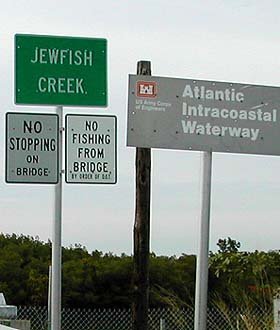 JEWFISH
CREEK
NO
STOPPING
ON
BRIDGE
NO
FISHING
FROM
BRIDGE
BY ORDER OF D.O.T.
US Army Corps
of Engineers
Atlantic
Intracoastal
Waterway